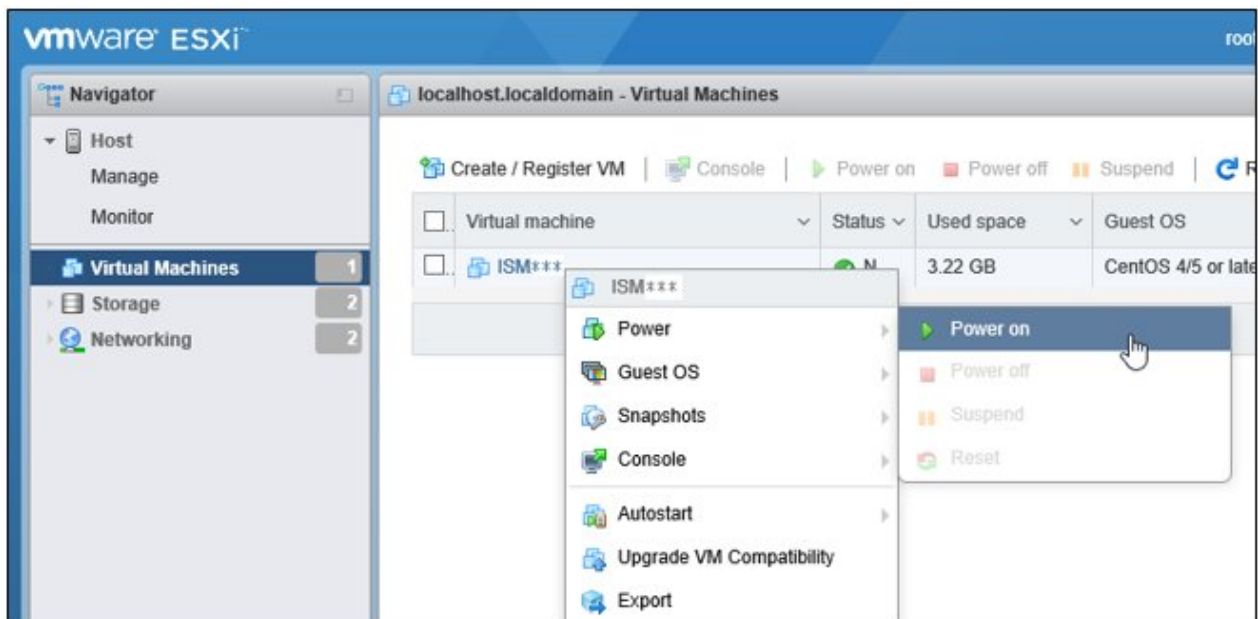 vmware ESXi™
root
Navigator
localhost.localdomain - Virtual Machines
Host
Manage
Monitor
Create / Register VM | Console | Power on Power off Suspend | R
Virtual machine Status Used space Guest OS
Virtual Machines 1
ISM*** N 3.22 GB CentOS 4/5 or late
Storage 2
Networking 2
ISM***
Power
Guest OS
Snapshots
Console
Autostart
Upgrade VM Compatibility
Export
Power on
Power off
Suspend
Reset